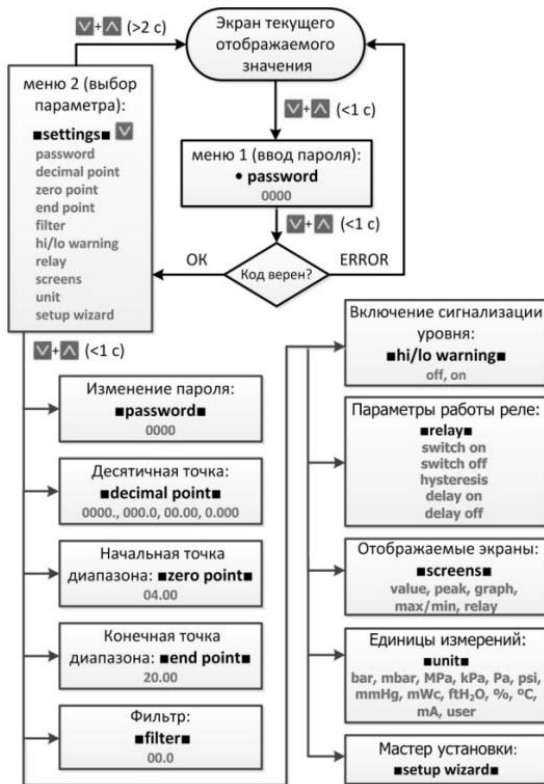 + (>2 с)
Экран текущего
отображаемого
значения
+ (<1 с)
меню 1 (ввод пароля):
• password
0000
+ (<1 с)
Код верен?
ОК
ERROR
меню 2 (выбор
параметра):
■settings■
password
decimal point
zero point
end point
filter
hi/lo warning
relay
screens
unit
setup wizard
+ (<1 с)
Изменение пароля:
■password■
0000
Десятичная точка:
■decimal point■
0000., 000.0, 00.00, 0.000
Начальная точка
диапазона: ■zero point■
04.00
Конечная точка
диапазона: ■end point■
20.00
Фильтр:
■filter■
00.0
Включение сигнализации
уровня:
■hi/lo warning■
off, on
Параметры работы реле:
■relay■
switch on
switch off
hysteresis
delay on
delay off
Отображаемые экраны:
■screens■
value, peak, graph,
max/min, relay
Единицы измерений:
■unit■
bar, mbar, MPa, kPa, Pa, psi,
mmHg, mWc, ftH₂O, %, ºC,
mA, user
Мастер установки:
■setup wizard■